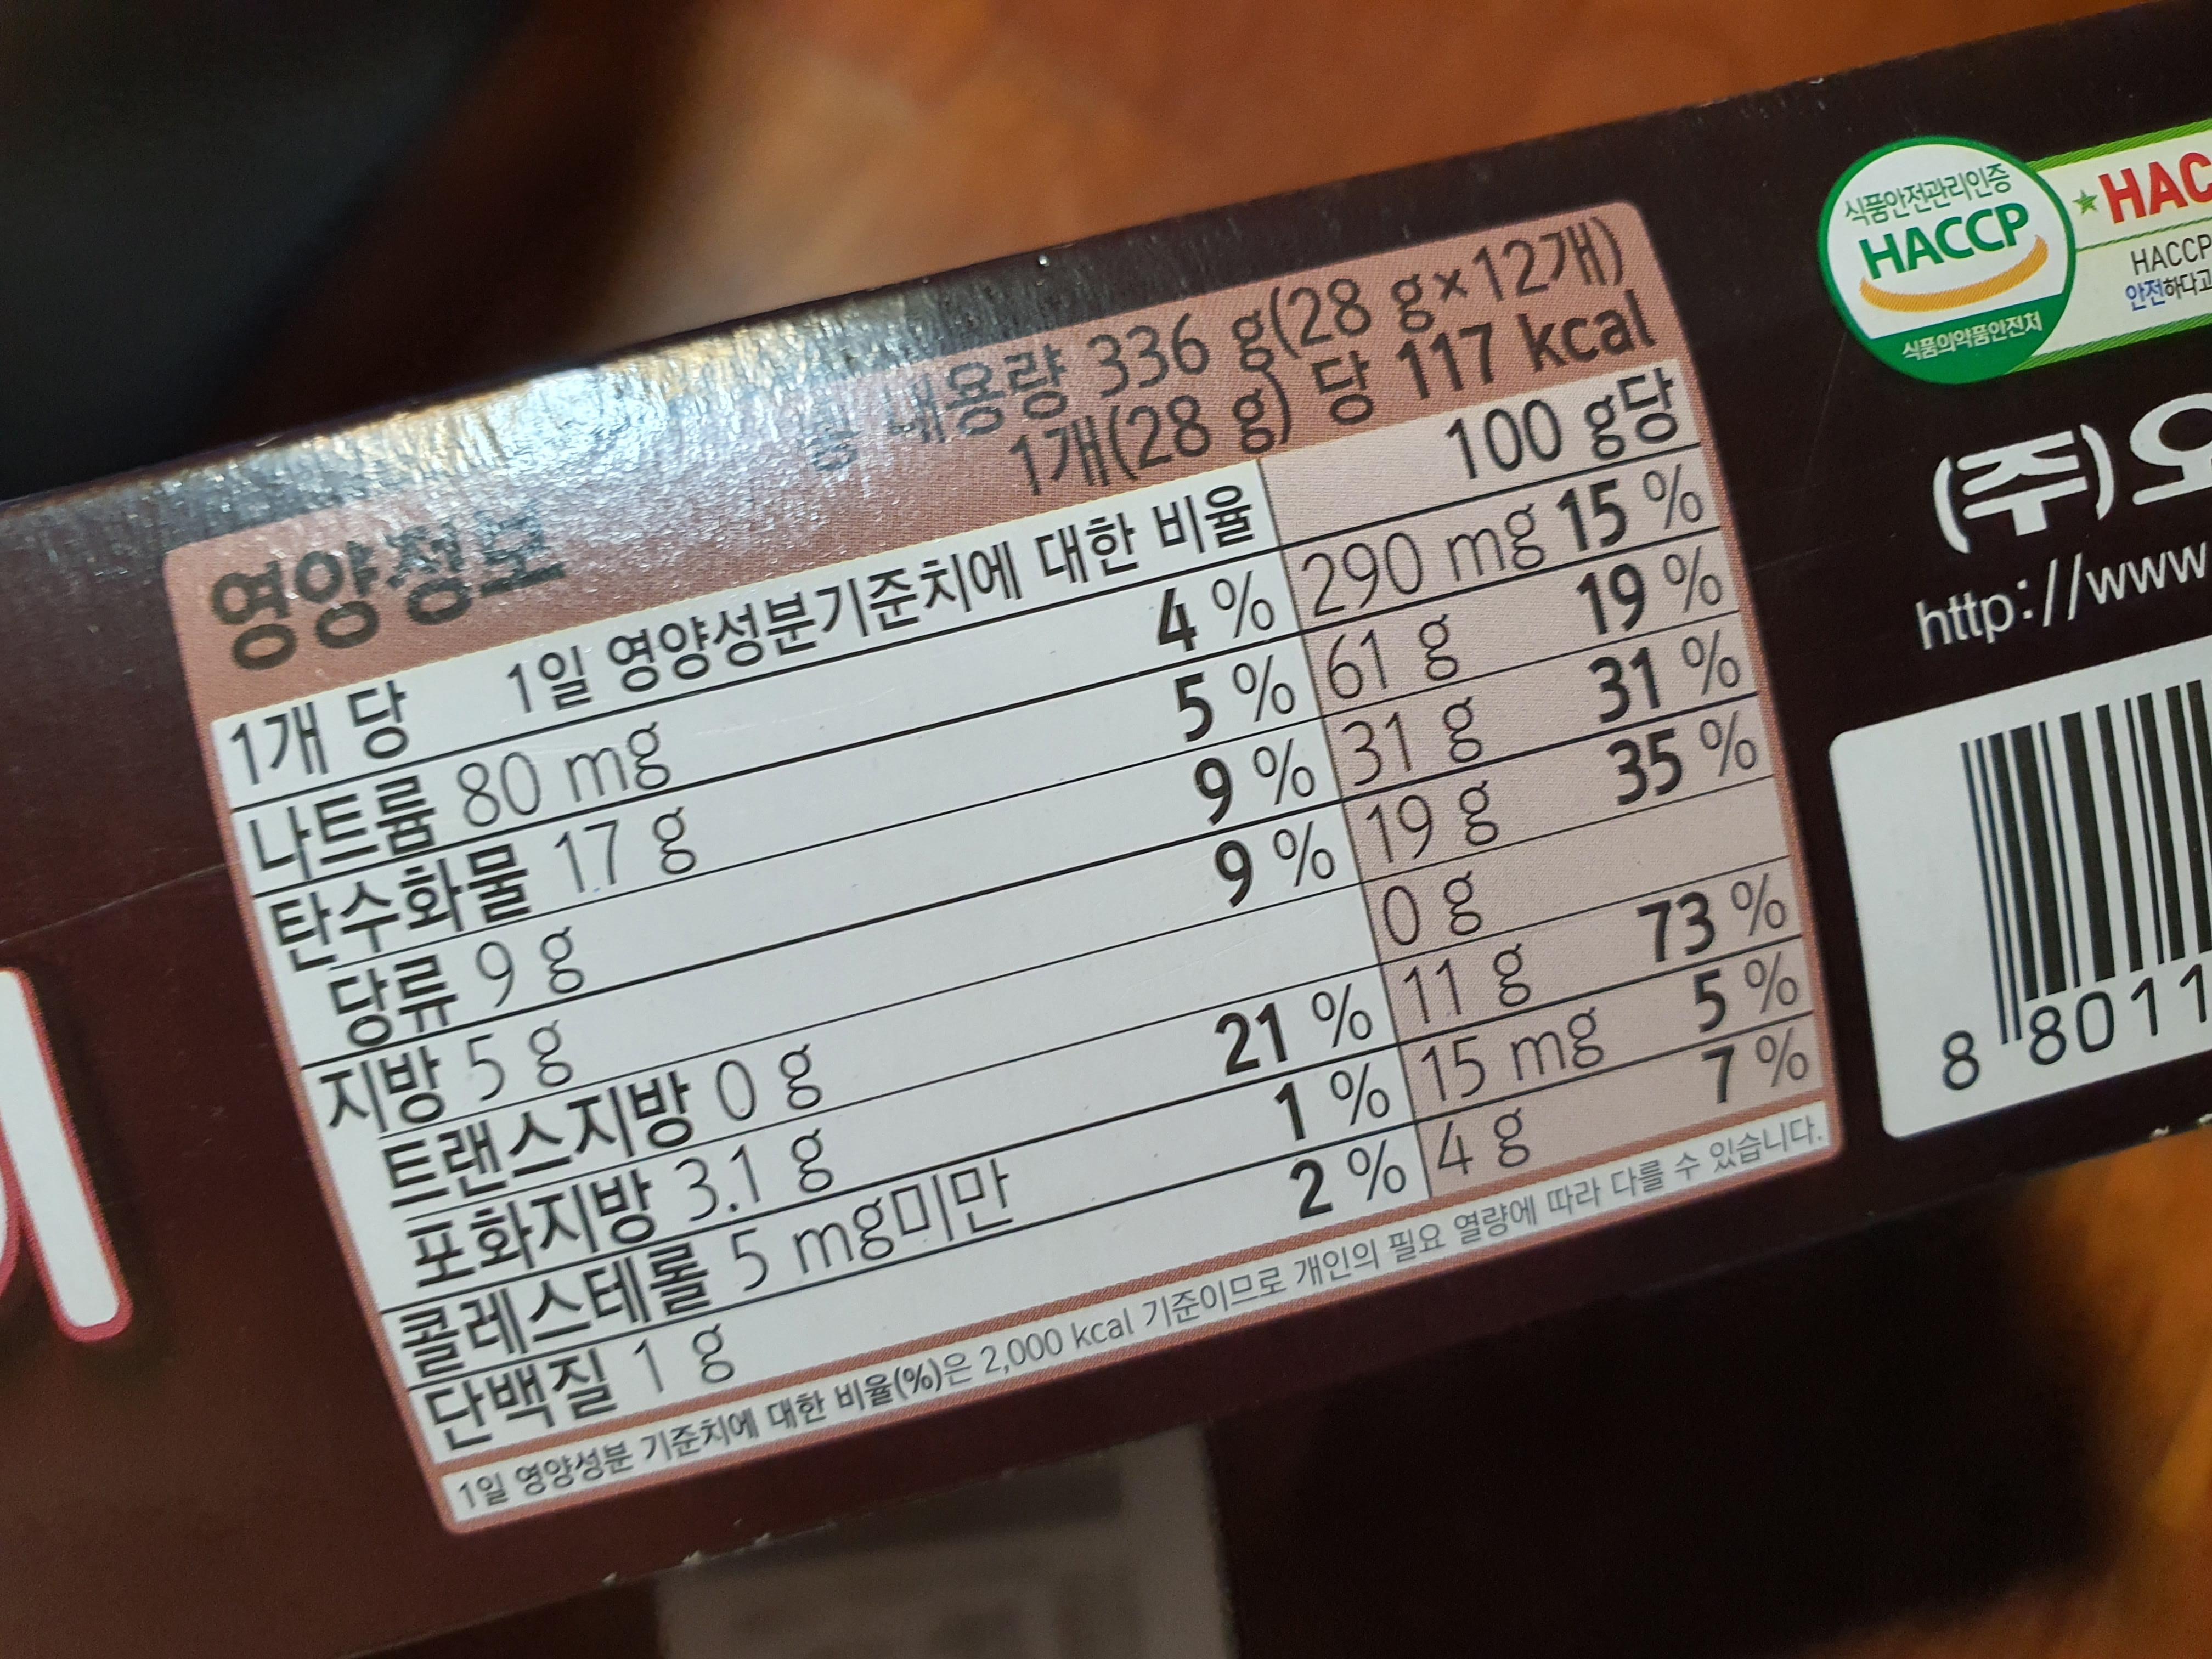 영양정보
총 내용량 336 g(28 g×12개)
1개(28 g) 당 117 kcal
1개 당 1일 영양성분기준치에 대한 비율 100 g당
나트륨 80 mg 4 % 290 mg 15 %
탄수화물 17 g 5 % 61 g 19 %
당류 9 g 9 % 31 g 31 %
지방 5 g 9 % 19 g 35 %
트랜스지방 0 g 0 g
포화지방 3.1 g 21 % 11 g 73 %
콜레스테롤 5 mg미만 1 % 15 mg 5 %
단백질 1 g 2 % 4 g 7 %
1일 영양성분 기준치에 대한 비율(%)은 2,000 kcal 기준이므로 개인의 필요 열량에 따라 다를 수 있습니다.
식품안전관리인증
HACCP
식품의약품안전처
HAC
HACCP
안전하다고
(주)오
http://www
8 8011